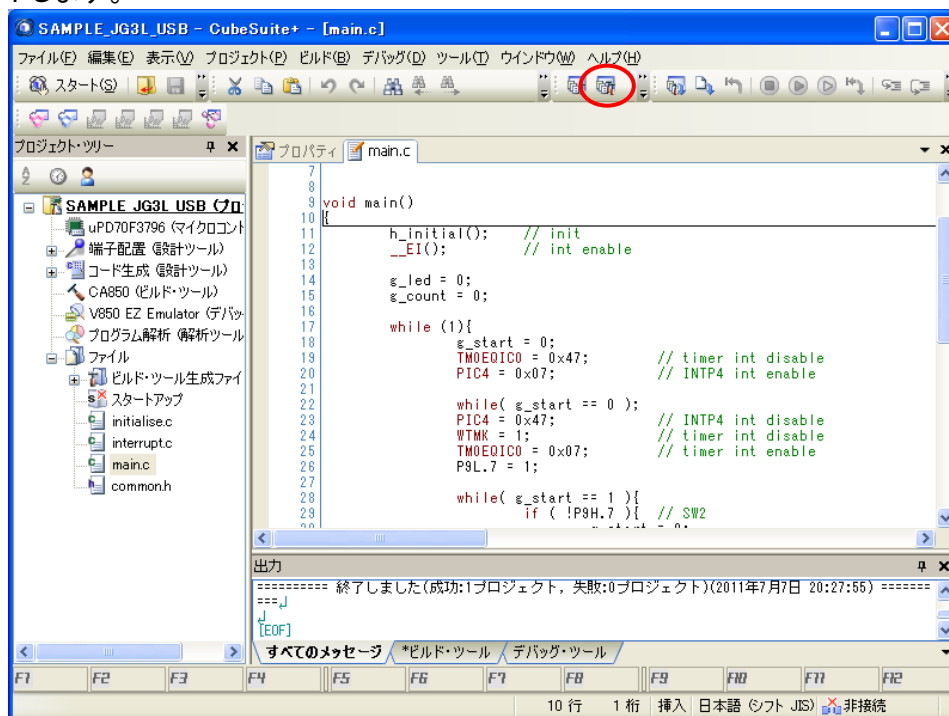 します。
SAMPLE_JG3L_USB - CubeSuite+ - [main.c]
ファイル(F) 編集(E) 表示(V) プロジェクト(P) ビルド(B) デバッグ(D) ツール(T) ウインドウ(W) ヘルプ(H)
スタート(S)
プロジェクト・ツリー
プロパティ
main.c
SAMPLE_JG3L_USB (プロ
uPD70F3796 (マイクロコント
端子配置 (設計ツール)
コード生成 (設計ツール)
CA850 (ビルド・ツール)
V850 EZ Emulator (デバッ
プログラム解析 (解析ツール
ファイル
ビルド・ツール生成ファイ
スタートアップ
initialise.c
interrupt.c
main.c
common.h
7
8
9 void main()
10 {
11 h_initial(); // init
12 __EI(); // int enable
13
14 g_led = 0;
15 g_count = 0;
16
17 while (1){
18 g_start = 0;
19 TM0EQIC0 = 0x47; // timer int disable
20 PIC4 = 0x07; // INTP4 int enable
21
22 while( g_start == 0 );
23 PIC4 = 0x47; // INTP4 int disable
24 WTMK = 1; // timer int disable
25 TM0EQIC0 = 0x07; // timer int enable
26 P9L.7 = 1;
27
28 while( g_start == 1 ){
29 if ( !P9H.7 ){ // SW2
出力
========== 終了しました(成功:1プロジェクト, 失敗:0プロジェクト)(2011年7月7日 20:27:55) =======
===
[EOF]
すべてのメッセージ *ビルド・ツール デバッグ・ツール
F1 F2 F3 F4 F5 F6 F7 F8 F9 F10 F11 F12
10 行 1 桁 挿入 日本語 (シフト JIS) 非接続